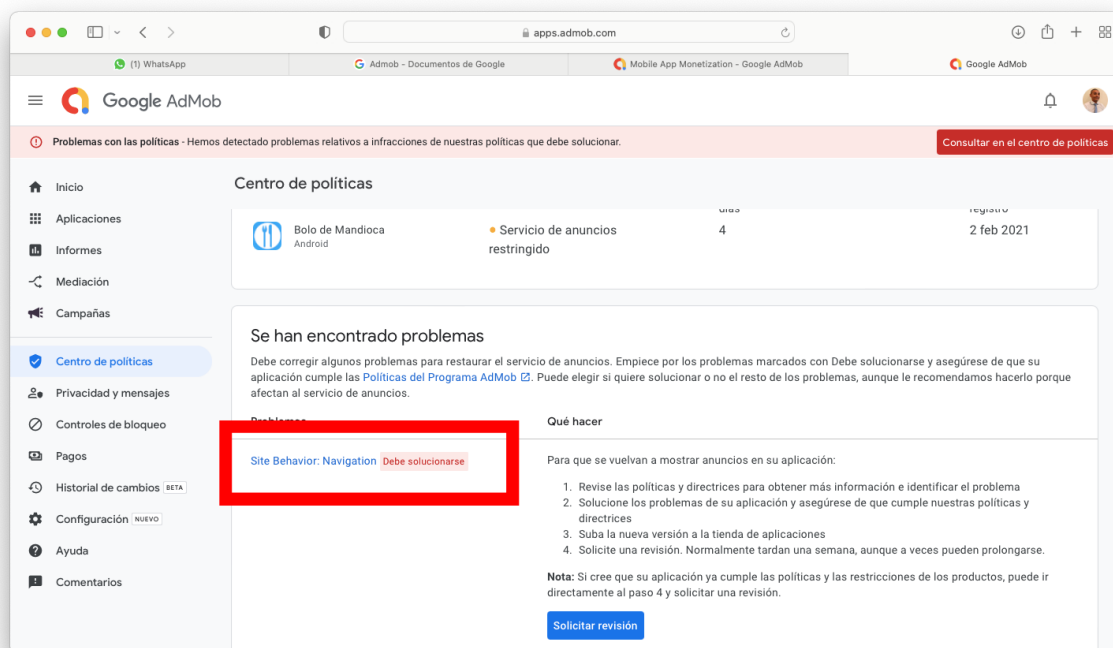 apps.admob.com
(1) WhatsApp
Admob - Documentos de Google
Mobile App Monetization - Google AdMob
Google AdMob
Google AdMob
Problemas con las políticas - Hemos detectado problemas relativos a infracciones de nuestras políticas que debe solucionar.
Consultar en el centro de políticas
Inicio
Aplicaciones
Informes
Mediación
Campañas
Centro de políticas
Privacidad y mensajes
Controles de bloqueo
Pagos
Historial de cambios BETA
Configuración NUEVO
Ayuda
Comentarios
Centro de políticas
días
registro
Bolo de Mandioca
Android
Servicio de anuncios
restringido
4
2 feb 2021
Se han encontrado problemas
Debe corregir algunos problemas para restaurar el servicio de anuncios. Empiece por los problemas marcados con Debe solucionarse y asegúrese de que su
aplicación cumple las Políticas del Programa AdMob. Puede elegir si quiere solucionar o no el resto de los problemas, aunque le recomendamos hacerlo porque
afectan al servicio de anuncios.
Problemas
Qué hacer
Site Behavior: Navigation Debe solucionarse
Para que se vuelvan a mostrar anuncios en su aplicación:
1. Revise las políticas y directrices para obtener más información e identificar el problema
2. Solucione los problemas de su aplicación y asegúrese de que cumple nuestras políticas y
directrices
3. Suba la nueva versión a la tienda de aplicaciones
4. Solicite una revisión. Normalmente tardan una semana, aunque a veces pueden prolongarse.
Nota: Si cree que su aplicación ya cumple las políticas y las restricciones de los productos, puede ir
directamente al paso 4 y solicitar una revisión.
Solicitar revisión